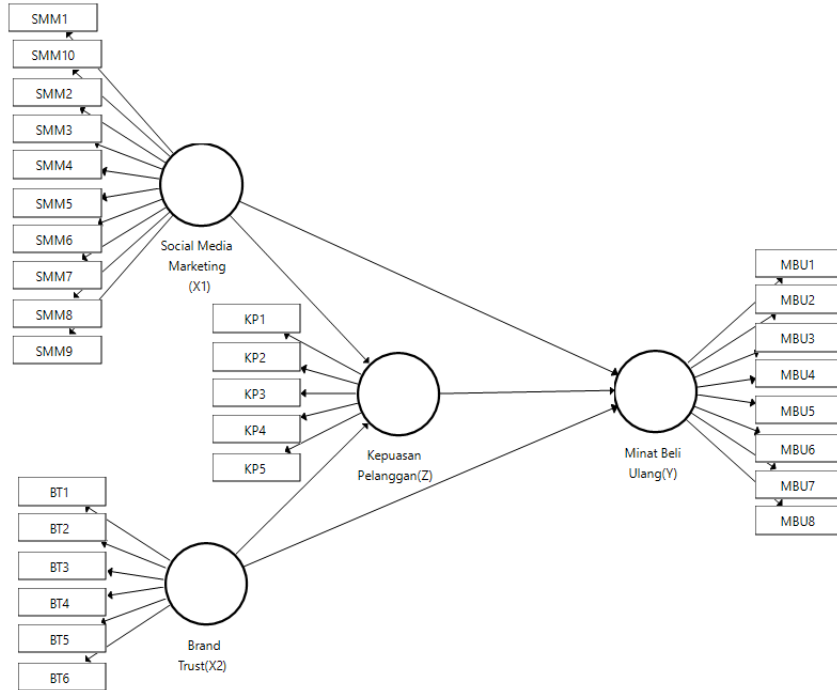 SMM1
SMM10
SMM2
SMM3
SMM4
SMM5
SMM6
SMM7
SMM8
SMM9
Social Media
Marketing
(X1)
KP1
KP2
KP3
KP4
KP5
Kepuasan
Pelanggan(Z)
BT1
BT2
BT3
BT4
BT5
BT6
Brand
Trust(X2)
Minat Beli
Ulang(Y)
MBU1
MBU2
MBU3
MBU4
MBU5
MBU6
MBU7
MBU8